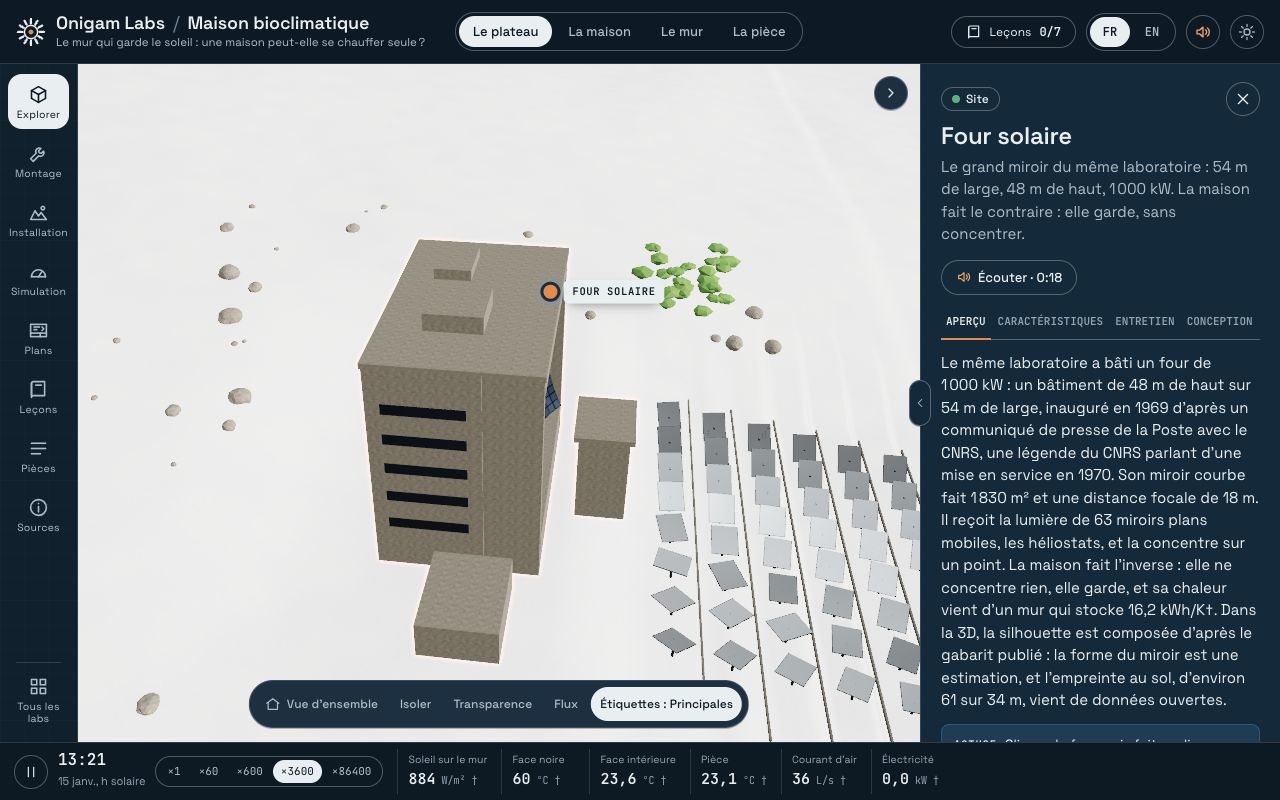 Onigam Labs / Maison bioclimatique
Le mur qui garde le soleil : une maison peut-elle se chauffer seule ?
Le plateau
La maison
Le mur
La pièce
Leçons 0/7
FR
EN
Explorer
Montage
Installation
Simulation
Plans
Leçons
Pièces
Sources
Tous les
labs
FOUR SOLAIRE
Vue d'ensemble
Isoler
Transparence
Flux
Étiquettes : Principales
Site
Four solaire
Le grand miroir du même laboratoire : 54 m
de large, 48 m de haut, 1 000 kW. La maison
fait le contraire : elle garde, sans
concentrer.
Écouter · 0:18
APERÇU
CARACTÉRISTIQUES
ENTRETIEN
CONCEPTION
Le même laboratoire a bâti un four de
1 000 kW : un bâtiment de 48 m de haut sur
54 m de large, inauguré en 1969 d'après un
communiqué de presse de la Poste avec le
CNRS, une légende du CNRS parlant d'une
mise en service en 1970. Son miroir courbe
fait 1 830 m² et une distance focale de 18 m.
Il reçoit la lumière de 63 miroirs plans
mobiles, les héliostats, et la concentre sur
un point. La maison fait l'inverse : elle ne
concentre rien, elle garde, et sa chaleur
vient d'un mur qui stocke 16,2 kWh/K†. Dans
la 3D, la silhouette est composée d'après le
gabarit publié : la forme du miroir est une
estimation, et l'empreinte au sol, d'environ
61 sur 34 m, vient de données ouvertes.
13:21
15 janv., h solaire
×1
×60
×600
×3600
×86400
Soleil sur le mur
884 W/m² †
Face noire
60 °C †
Face intérieure
23,6 °C †
Pièce
23,1 °C †
Courant d'air
36 L/s †
Électricité
0,0 kW †